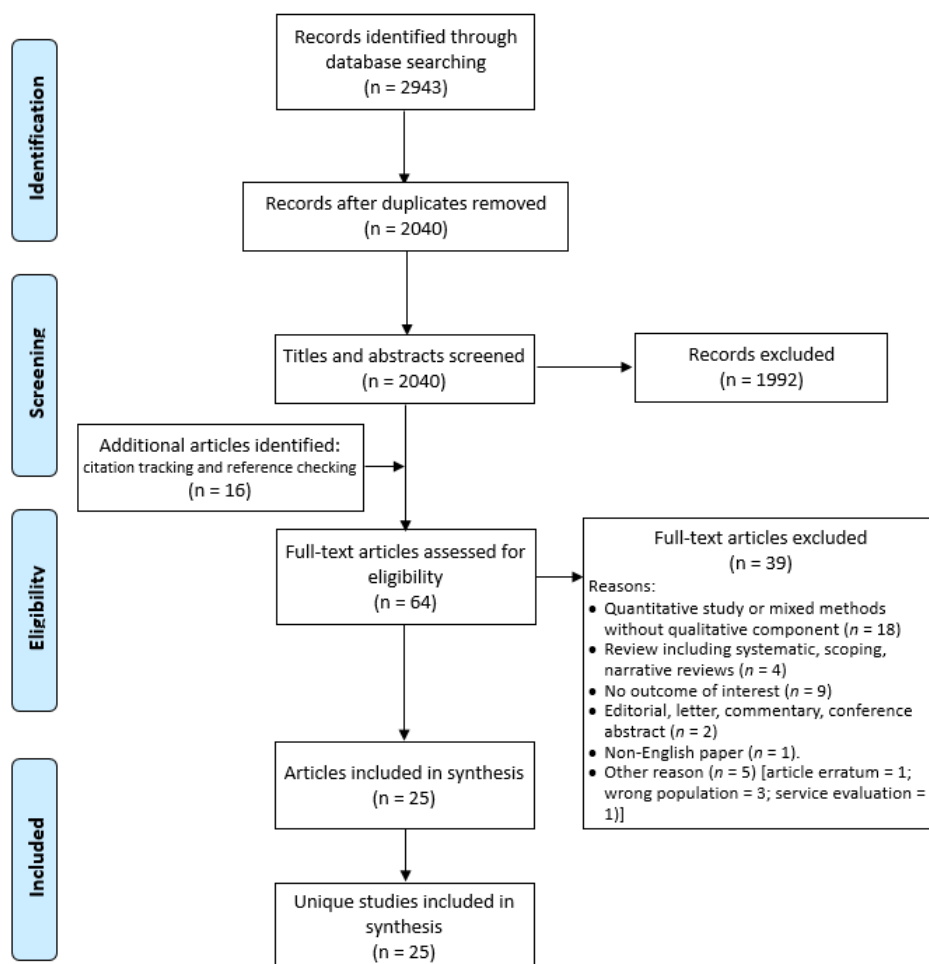 Identification
Records identified through
database searching
(n = 2943)
Records after duplicates removed
(n = 2040)
Screening
Titles and abstracts screened
(n = 2040)
Records excluded
(n = 1992)
Additional articles identified:
citation tracking and reference checking
(n = 16)
Eligibility
Full-text articles assessed for
eligibility
(n = 64)
Full-text articles excluded
(n = 39)
Reasons:
• Quantitative study or mixed methods
without qualitative component (n = 18)
• Review including systematic, scoping,
narrative reviews (n = 4)
• No outcome of interest (n = 9)
• Editorial, letter, commentary, conference
abstract (n = 2)
• Non-English paper (n = 1).
• Other reason (n = 5) [article erratum = 1;
wrong population = 3; service evaluation =
1)]
Included
Articles included in synthesis
(n = 25)
Unique studies included in
synthesis
(n = 25)